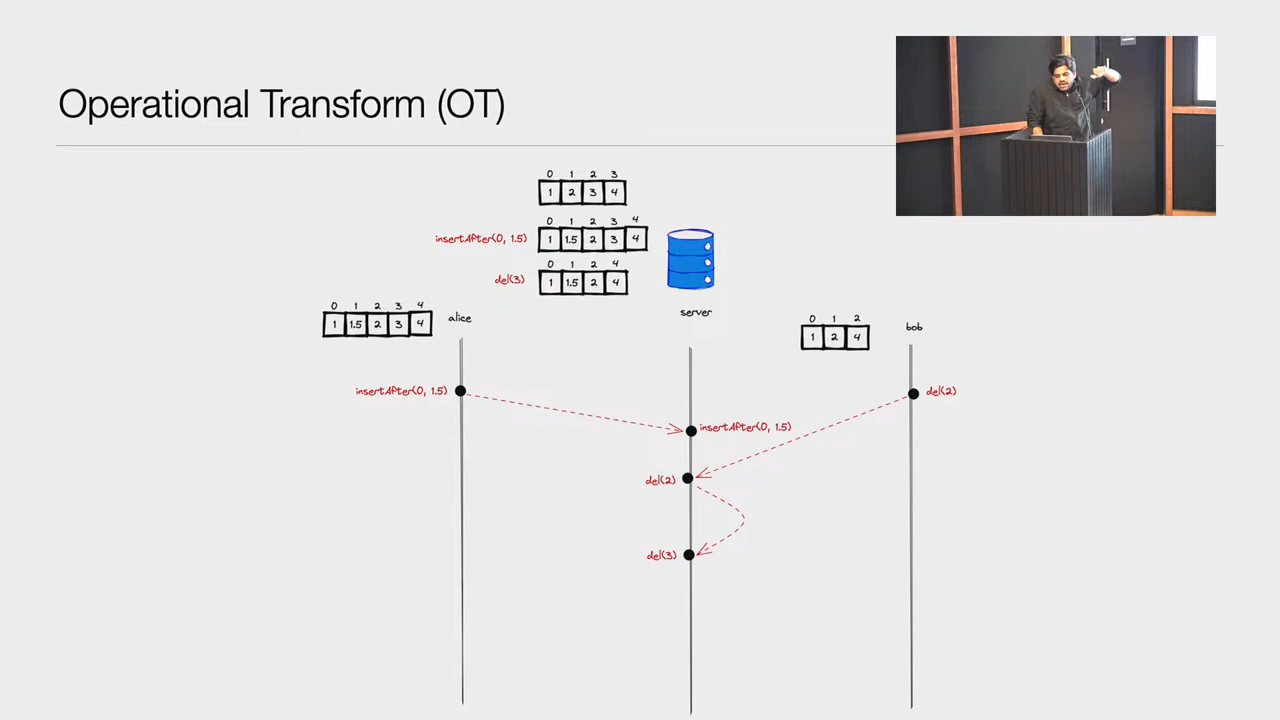 Operational Transform (OT)
0 1 2 3
1 2 3 4
0 1 2 3 4
insertAfter(0, 1.5) 1 1.5 2 3 4
0 1 2 4
del(3) 1 1.5 2 4
server
0 1 2 3 4
1 1.5 2 3 4
alice
0 1 2
1 2 4
bob
insertAfter(0, 1.5)
del(2)
insertAfter(0, 1.5)
del(2)
del(3)